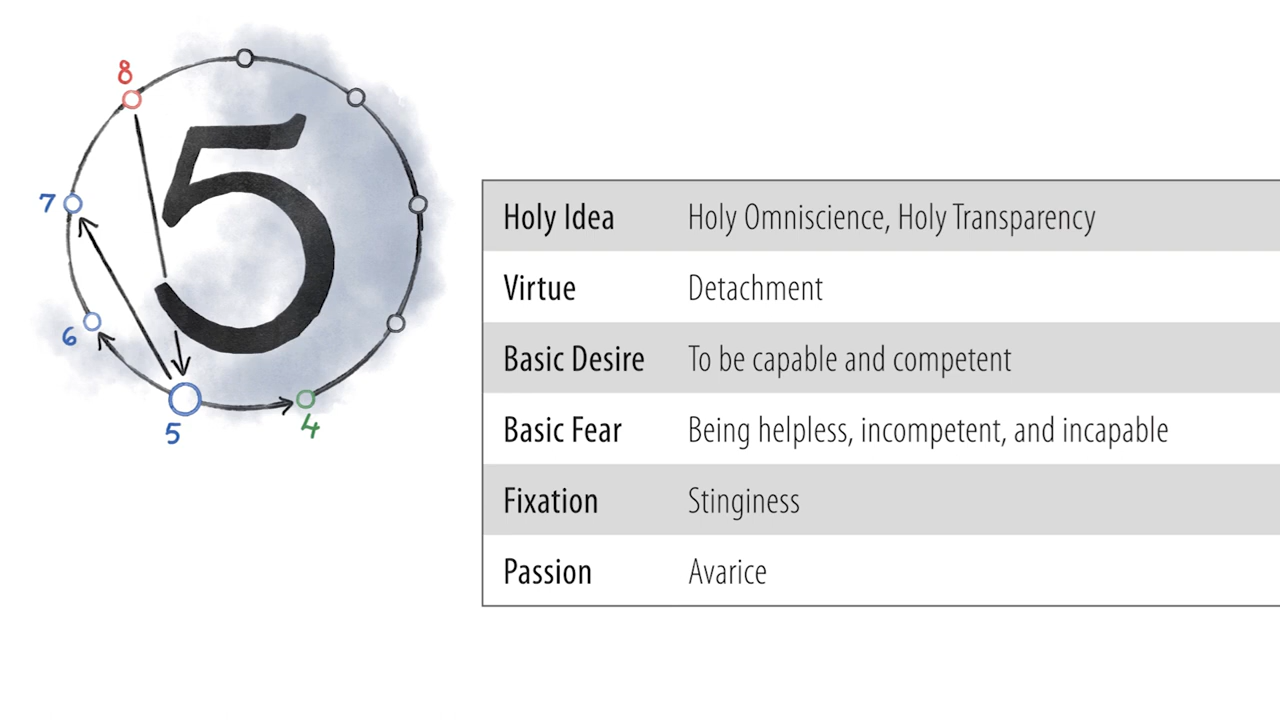 8
5
7
6
5
4
Holy Idea Holy Omniscience, Holy Transparency
Virtue Detachment
Basic Desire To be capable and competent
Basic Fear Being helpless, incompetent, and incapable
Fixation Stinginess
Passion Avarice